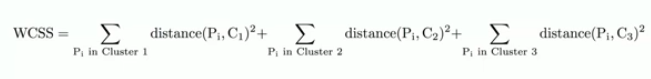 WCSS = ∑ distance(Pᵢ, C₁)² + ∑ distance(Pᵢ, C₂)² + ∑ distance(Pᵢ, C₃)²
Pᵢ in Cluster 1 Pᵢ in Cluster 2 Pᵢ in Cluster 3